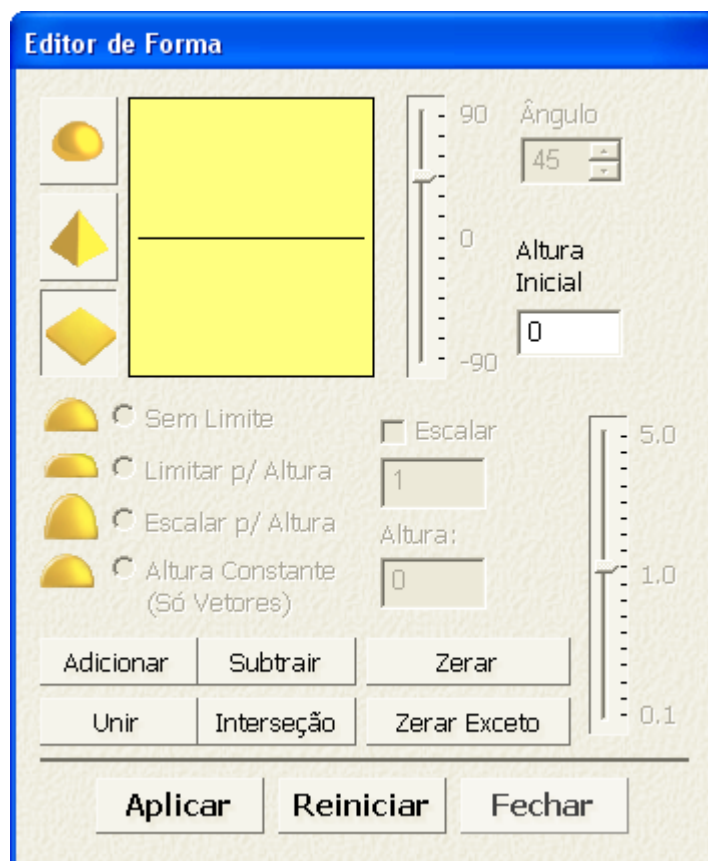 Editor de Forma
90
Ângulo
45
0
Altura
Inicial
0
-90
Sem Limite
Escalar
5.0
Limitar p/ Altura
1
Escalar p/ Altura
Altura:
Altura Constante
(Só Vetores)
0
1.0
Adicionar
Subtrair
Zerar
Unir
Interseção
Zerar Exceto
0.1
Aplicar
Reiniciar
Fechar